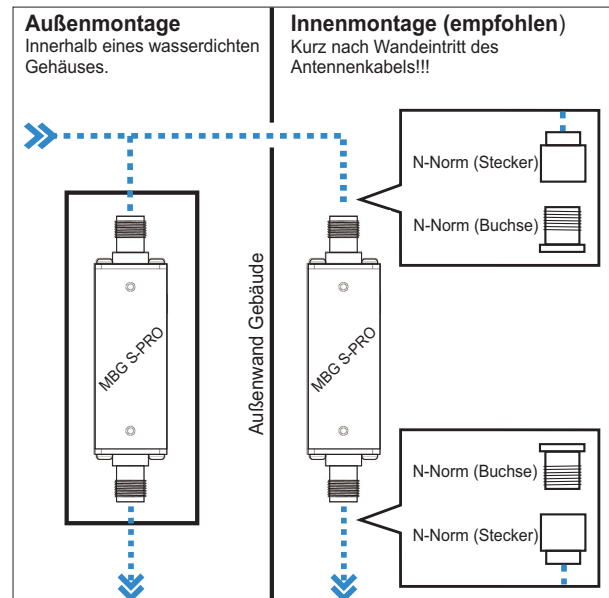 Außenmontage
Innerhalb eines wasserdichten
Gehäuses.
MBG S-PRO
Außenwand Gebäude
Innenmontage (empfohlen)
Kurz nach Wandeintritt des
Antennenkabels!!!
MBG S-PRO
N-Norm (Stecker)
N-Norm (Buchse)
N-Norm (Buchse)
N-Norm (Stecker)